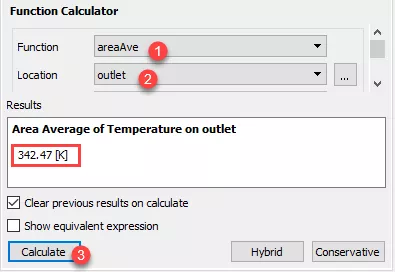 Function Calculator
Function areaAve 1
Location outlet 2 ...
Results
Area Average of Temperature on outlet
342.47 [K]
Clear previous results on calculate
Show equivalent expression
Calculate 3 Hybrid Conservative